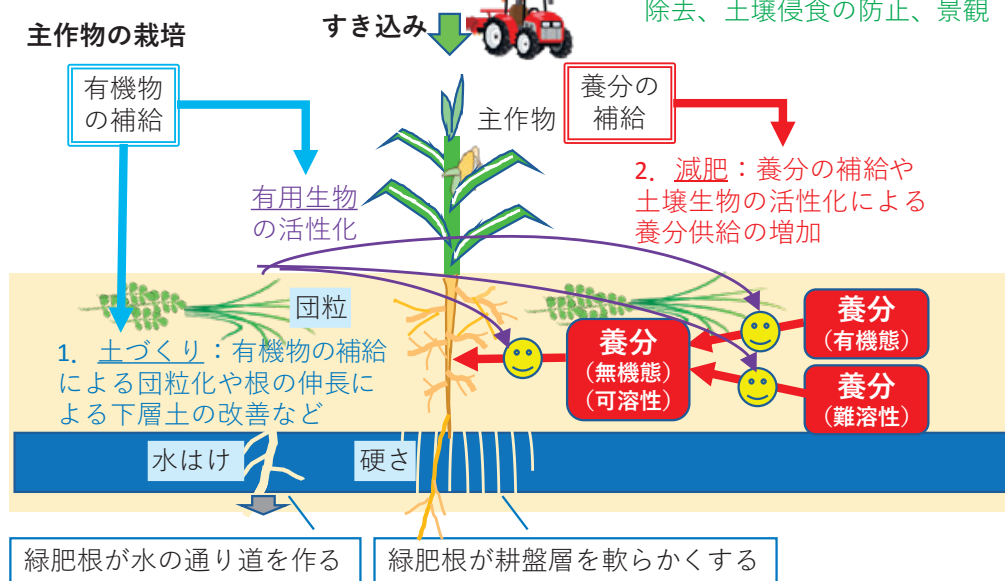 除去、土壌侵食の防止、景観
すき込み
主作物の栽培
有機物
の補給
主作物
養分の
補給
2. 減肥：養分の補給や
土壌生物の活性化による
養分供給の増加
有用生物
の活性化
団粒
1. 土づくり：有機物の補給
による団粒化や根の伸長に
よる下層土の改善など
養分
（無機態）
（可溶性）
養分
（有機態）
養分
（難溶性）
水はけ
硬さ
緑肥根が水の通り道を作る
緑肥根が耕盤層を軟らかくする